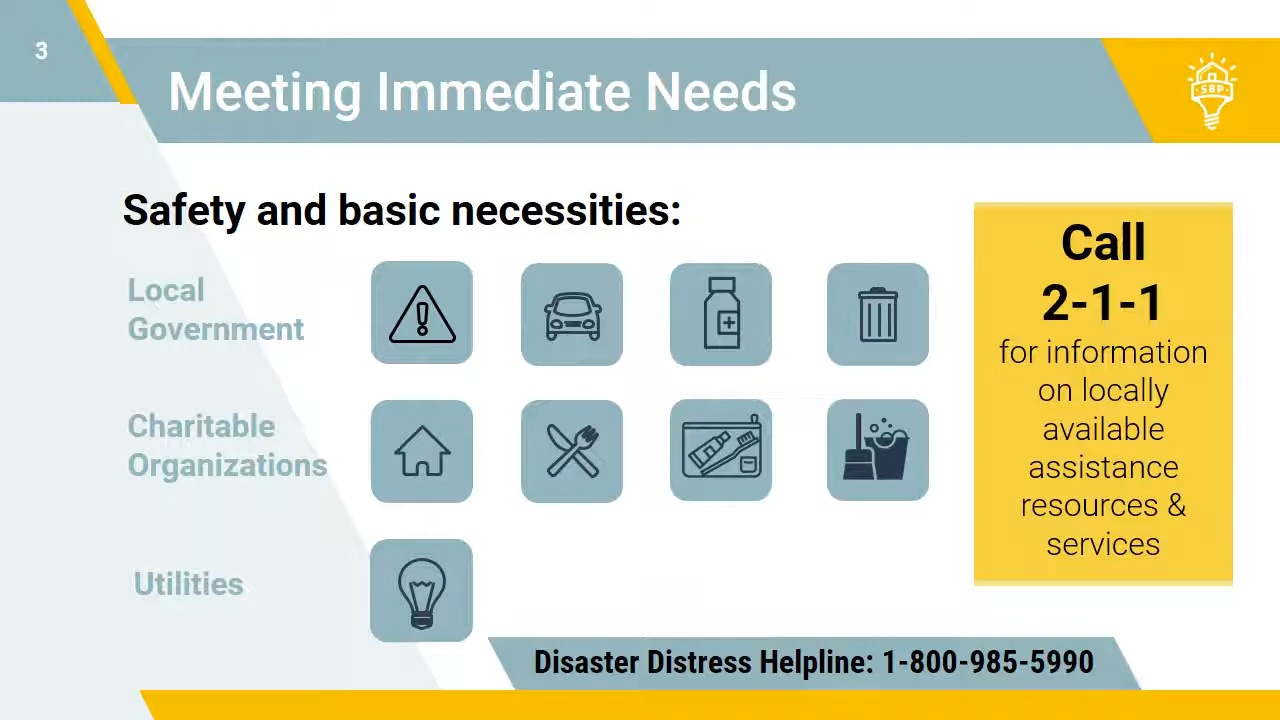 3
Meeting Immediate Needs
SBP
Safety and basic necessities:
Local
Government
Charitable
Organizations
Utilities
Call
2-1-1
for information
on locally
available
assistance
resources &
services
Disaster Distress Helpline: 1-800-985-5990